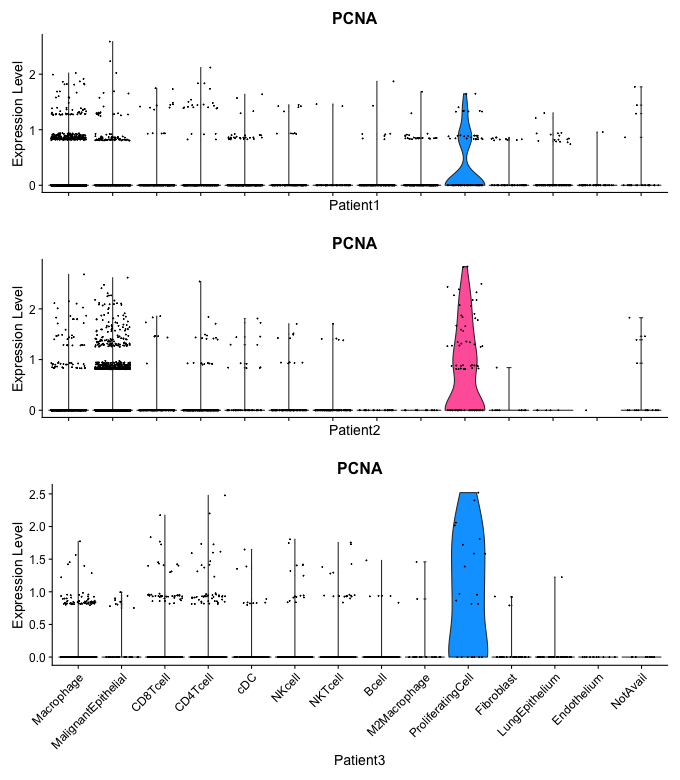 PCNA
Expression Level
2
1
0
Patient1
PCNA
Expression Level
2
1
0
Patient2
PCNA
Expression Level
2.5
2.0
1.5
1.0
0.5
0.0
Macrophage
MalignantEpithelial
CD8Tcell
CD4Tcell
cDC
NKcell
NKTcell
Bcell
M2Macrophage
ProliferatingCell
Fibroblast
LungEpithelium
Endothelium
NotAvail
Patient3